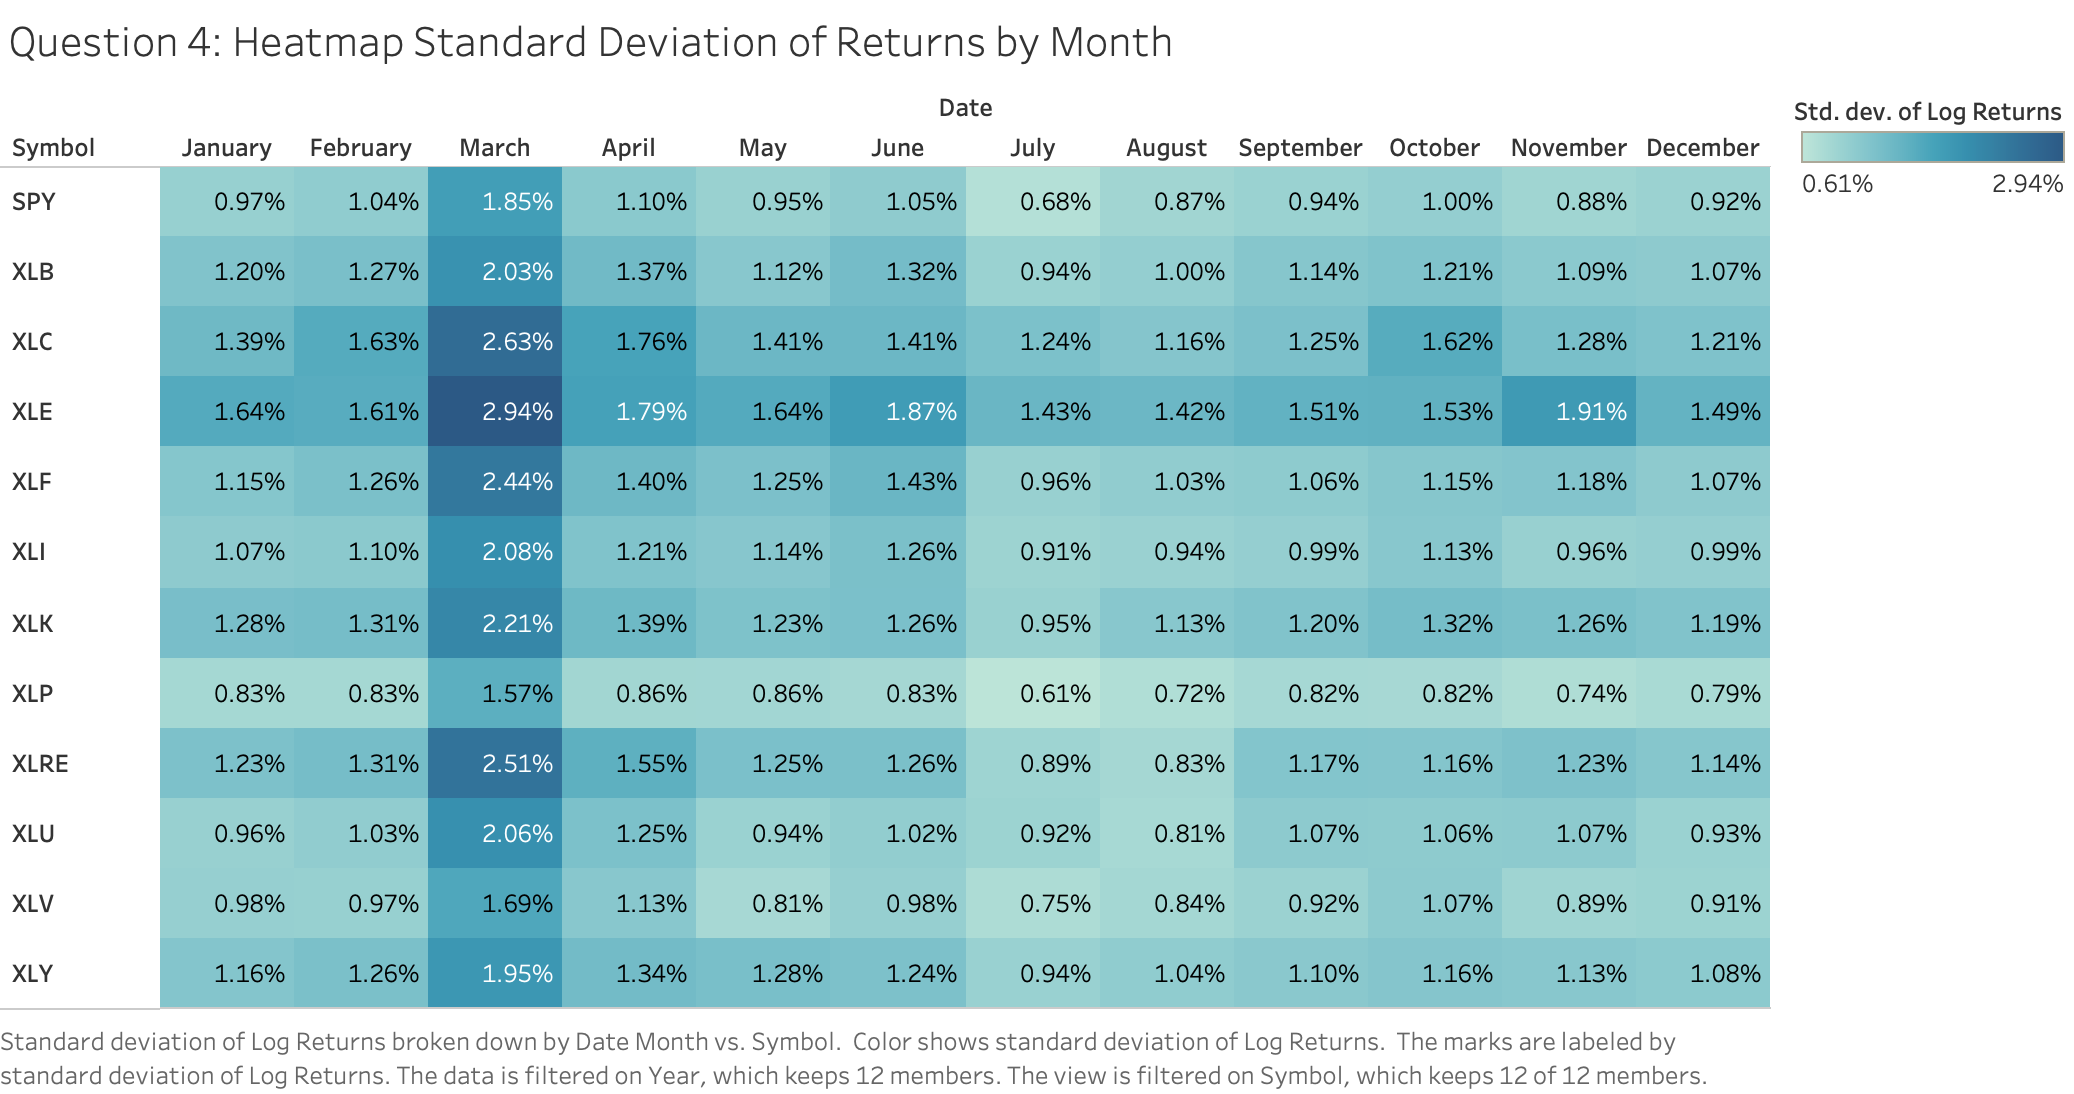 Question 4: Heatmap Standard Deviation of Returns by Month
Date
Symbol January February March April May June July August September October November December
SPY 0.97% 1.04% 1.85% 1.10% 0.95% 1.05% 0.68% 0.87% 0.94% 1.00% 0.88% 0.92%
XLB 1.20% 1.27% 2.03% 1.37% 1.12% 1.32% 0.94% 1.00% 1.14% 1.21% 1.09% 1.07%
XLC 1.39% 1.63% 2.63% 1.76% 1.41% 1.41% 1.24% 1.16% 1.25% 1.62% 1.28% 1.21%
XLE 1.64% 1.61% 2.94% 1.79% 1.64% 1.87% 1.43% 1.42% 1.51% 1.53% 1.91% 1.49%
XLF 1.15% 1.26% 2.44% 1.40% 1.25% 1.43% 0.96% 1.03% 1.06% 1.15% 1.18% 1.07%
XLI 1.07% 1.10% 2.08% 1.21% 1.14% 1.26% 0.91% 0.94% 0.99% 1.13% 0.96% 0.99%
XLK 1.28% 1.31% 2.21% 1.39% 1.23% 1.26% 0.95% 1.13% 1.20% 1.32% 1.26% 1.19%
XLP 0.83% 0.83% 1.57% 0.86% 0.86% 0.83% 0.61% 0.72% 0.82% 0.82% 0.74% 0.79%
XLRE 1.23% 1.31% 2.51% 1.55% 1.25% 1.26% 0.89% 0.83% 1.17% 1.16% 1.23% 1.14%
XLU 0.96% 1.03% 2.06% 1.25% 0.94% 1.02% 0.92% 0.81% 1.07% 1.06% 1.07% 0.93%
XLV 0.98% 0.97% 1.69% 1.13% 0.81% 0.98% 0.75% 0.84% 0.92% 1.07% 0.89% 0.91%
XLY 1.16% 1.26% 1.95% 1.34% 1.28% 1.24% 0.94% 1.04% 1.10% 1.16% 1.13% 1.08%
Std. dev. of Log Returns
0.61% 2.94%
Standard deviation of Log Returns broken down by Date Month vs. Symbol. Color shows standard deviation of Log Returns. The marks are labeled by
standard deviation of Log Returns. The data is filtered on Year, which keeps 12 members. The view is filtered on Symbol, which keeps 12 of 12 members.